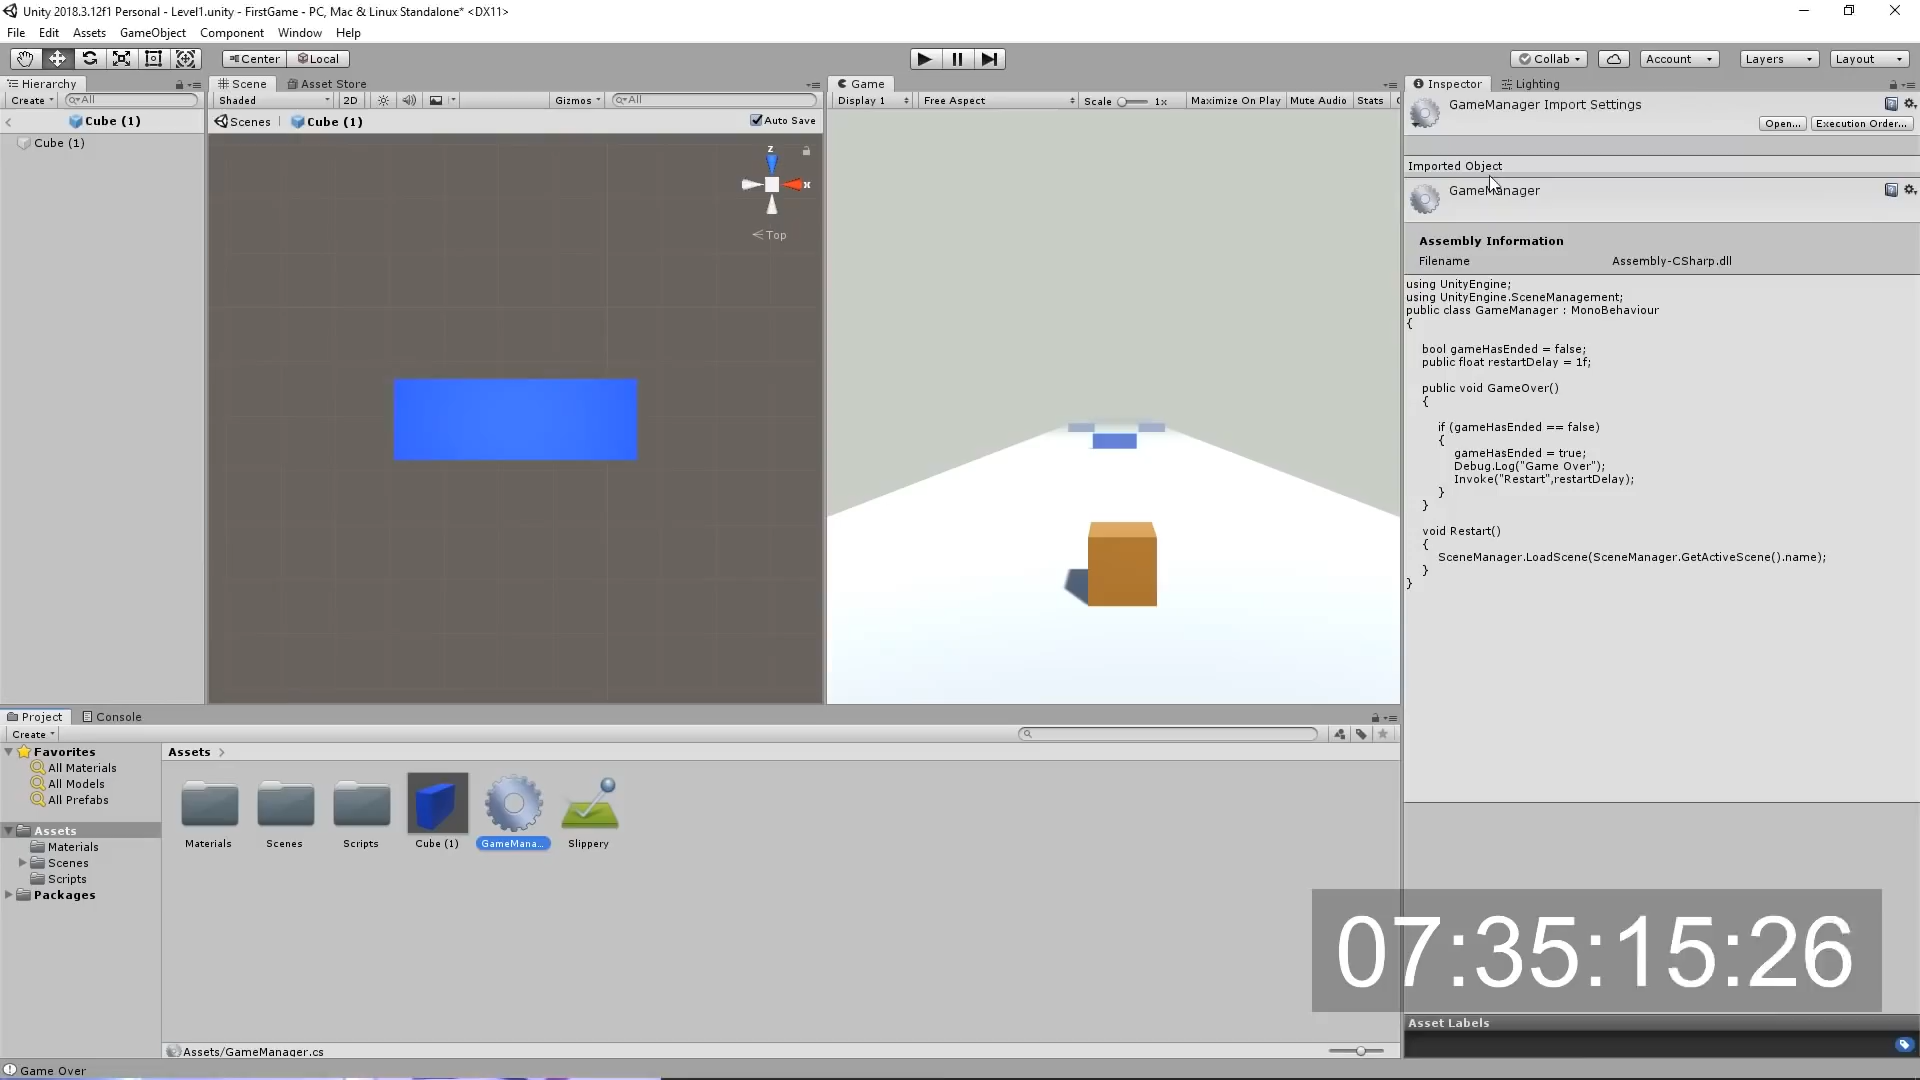 Unity 2018.3.12f1 Personal - Level1.unity - FirstGame - PC, Mac & Linux Standalone* <DX11>
File Edit Assets GameObject Component Window Help
Center Local
Collab Account Layers Layout
Hierarchy
Create All
Cube (1)
Cube (1)
Scene Asset Store
Shaded 2D Gizmos All
Scenes Cube (1) Auto Save
z
x
Top
Game
Display 1 Free Aspect Scale 1x Maximize On Play Mute Audio Stats
Inspector Lighting
GameManager Import Settings
Open... Execution Order...
Imported Object
GameManager
Assembly Information
Filename Assembly-CSharp.dll
using UnityEngine;
using UnityEngine.SceneManagement;
public class GameManager : MonoBehaviour
{
bool gameHasEnded = false;
public float restartDelay = 1f;
public void GameOver()
{
if (gameHasEnded == false)
{
gameHasEnded = true;
Debug.Log("Game Over");
Invoke("Restart",restartDelay);
}
}
void Restart()
{
SceneManager.LoadScene(SceneManager.GetActiveScene().name);
}
}
Project Console
Create
Favorites
All Materials
All Models
All Prefabs
Assets
Materials
Scenes
Scripts
Packages
Assets
Materials Scenes Scripts Cube (1) GameMana... Slippery
Assets/GameManager.cs
07:35:15:26
Asset Labels
Game Over